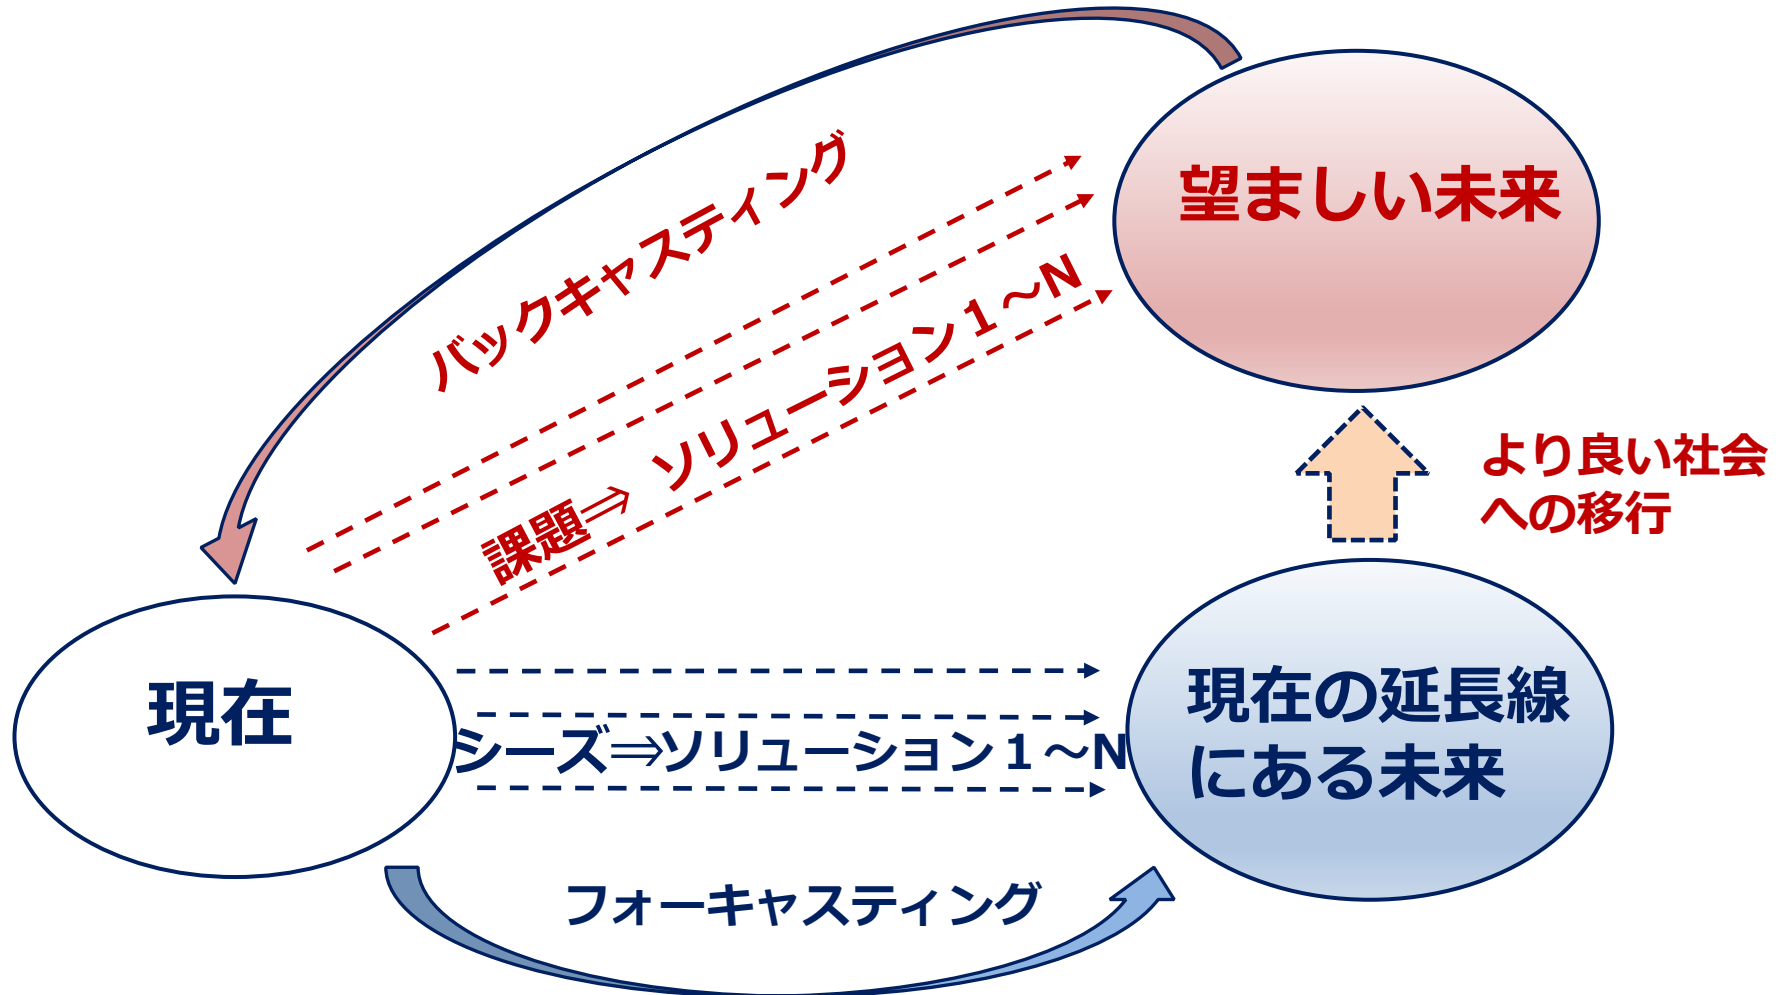 望ましい未来
バックキャスティング
課題⇒ ソリューション１～N
より良い社会
への移行
現在
シーズ⇒ソリューション１～N
現在の延長線
にある未来
フォーキャスティング